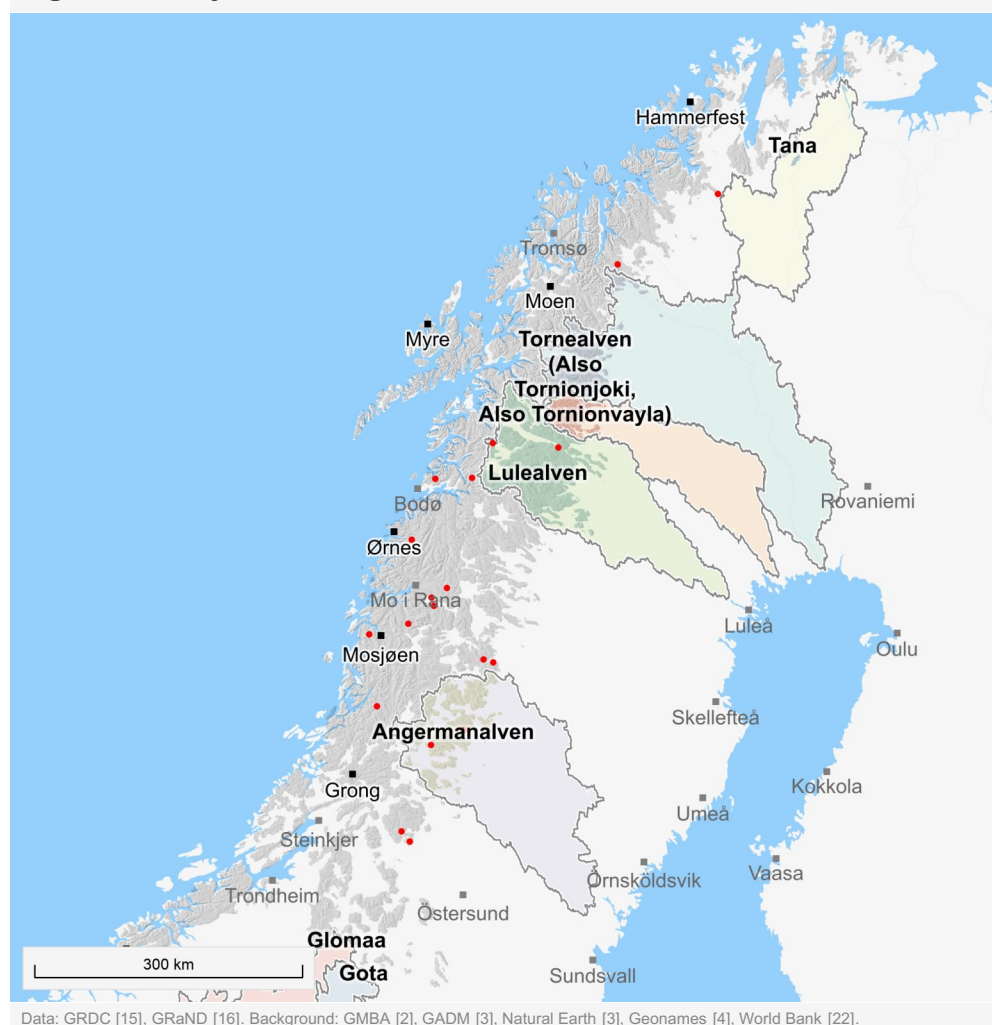 Hammerfest
Tana
Tromsø
Moen
Myre
Tornealven
(Also
Tornionjoki,
Also Tornionvayla)
Lulealven
Bodø
Rovaniemi
Ørnes
Mo i Rana
Luleå
Oulu
Mosjøen
Skellefteå
Angermanalven
Kokkola
Grong
Umeå
Steinkjer
Vaasa
Örnsköldsvik
Trondheim
Östersund
Glomaa
Gota
Sundsvall
300 km
Data: GRDC [15], GRanD [16]. Background: GMBA [2], GADM [3], Natural Earth [3], Geonames [4], World Bank [22].